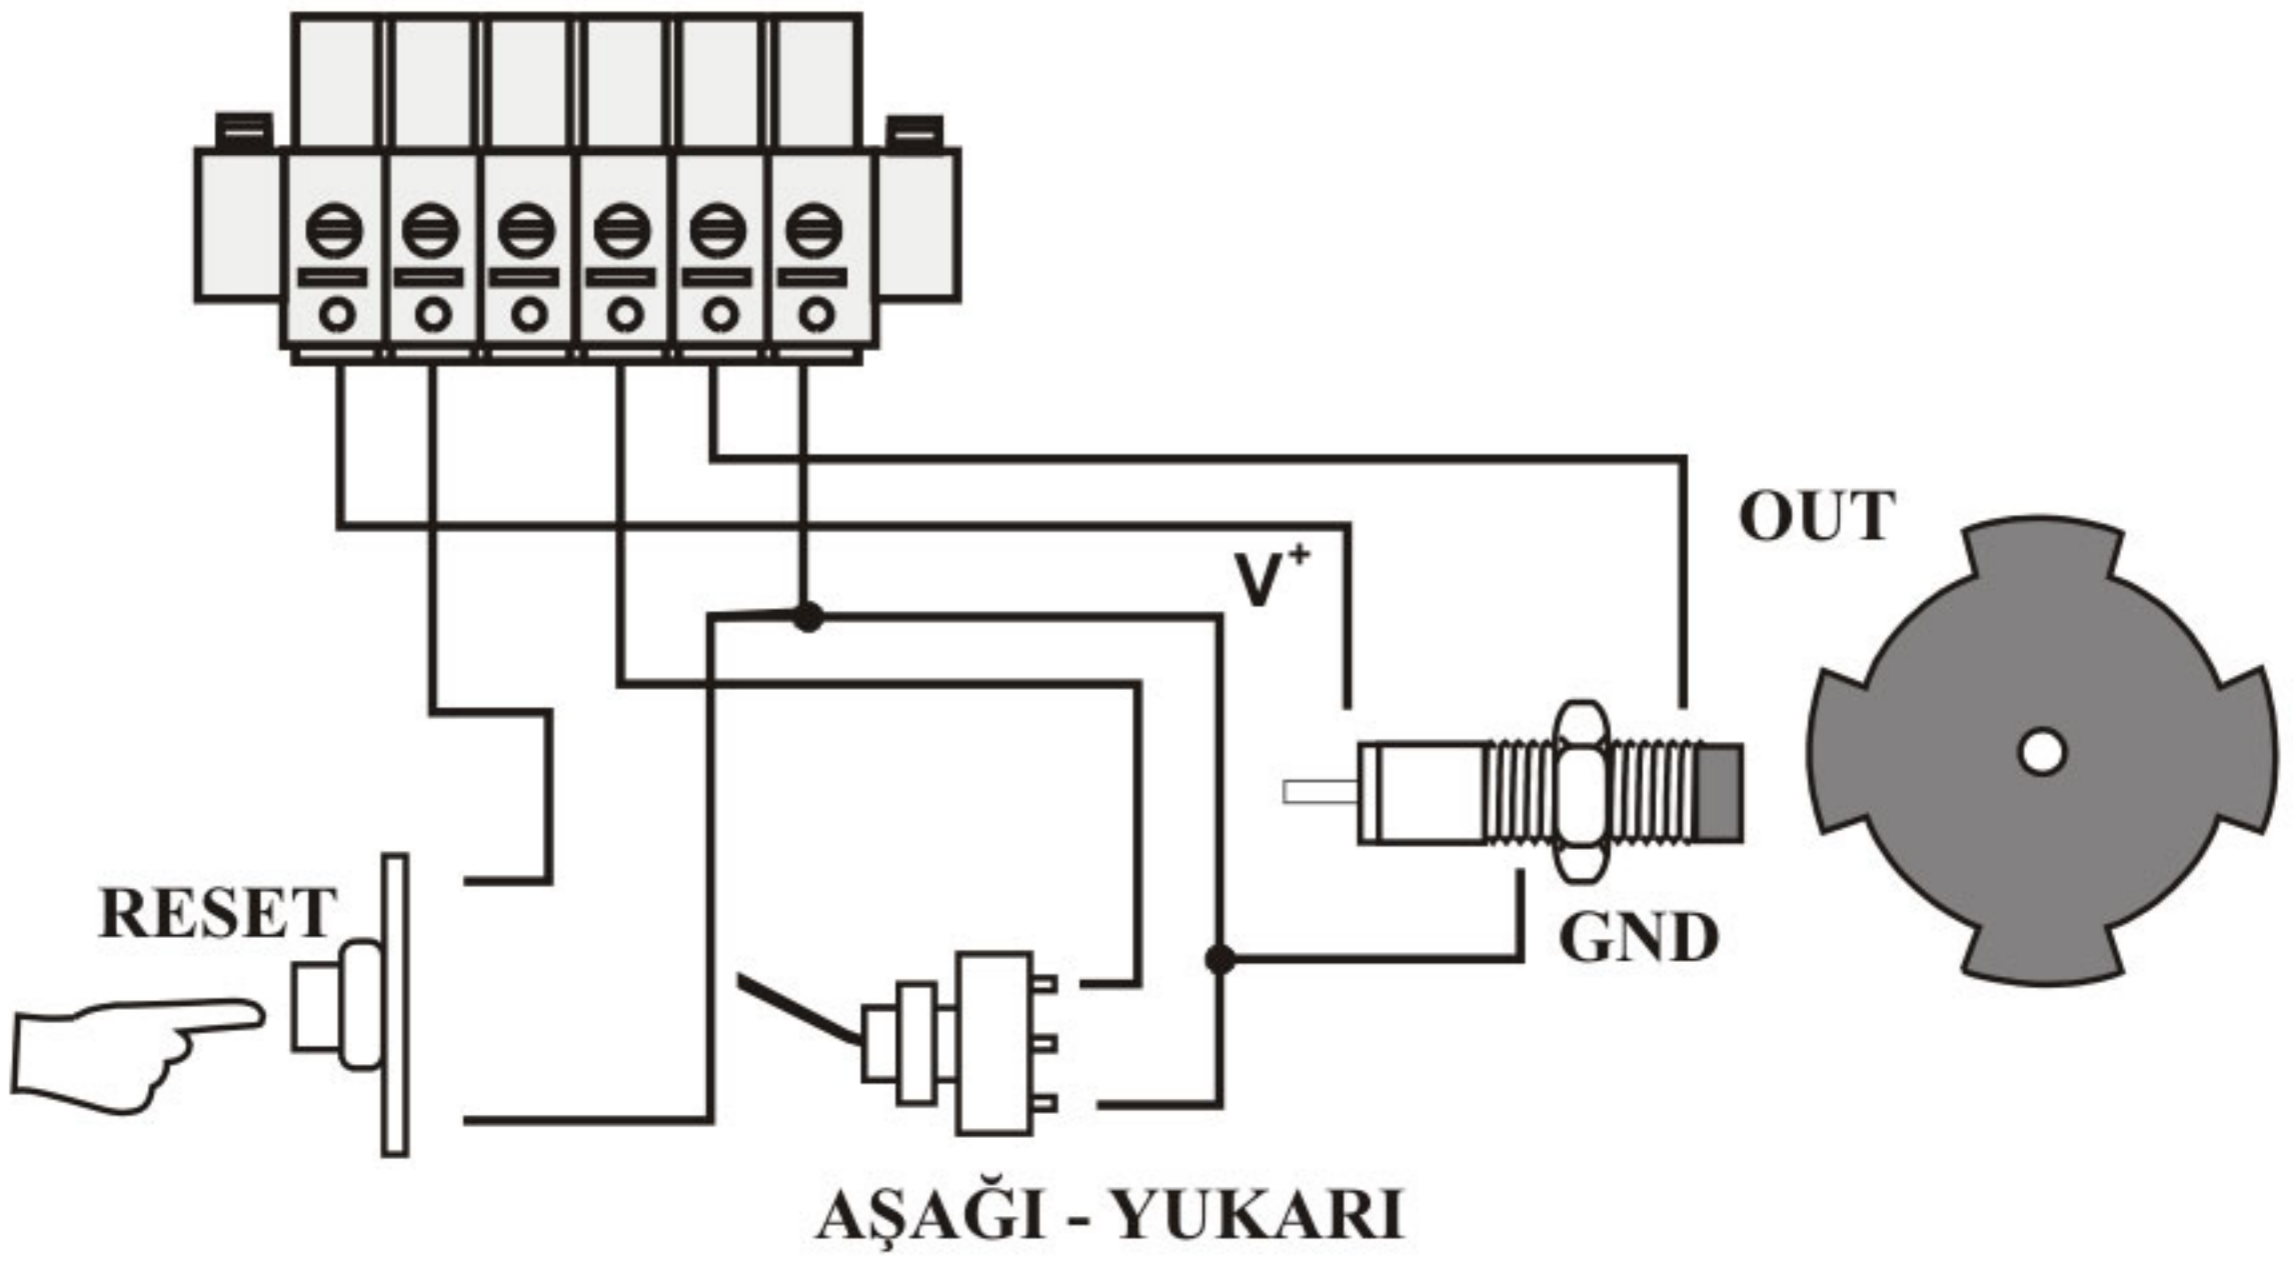 OUT
V+
RESET
GND
AŞAĞI - YUKARI